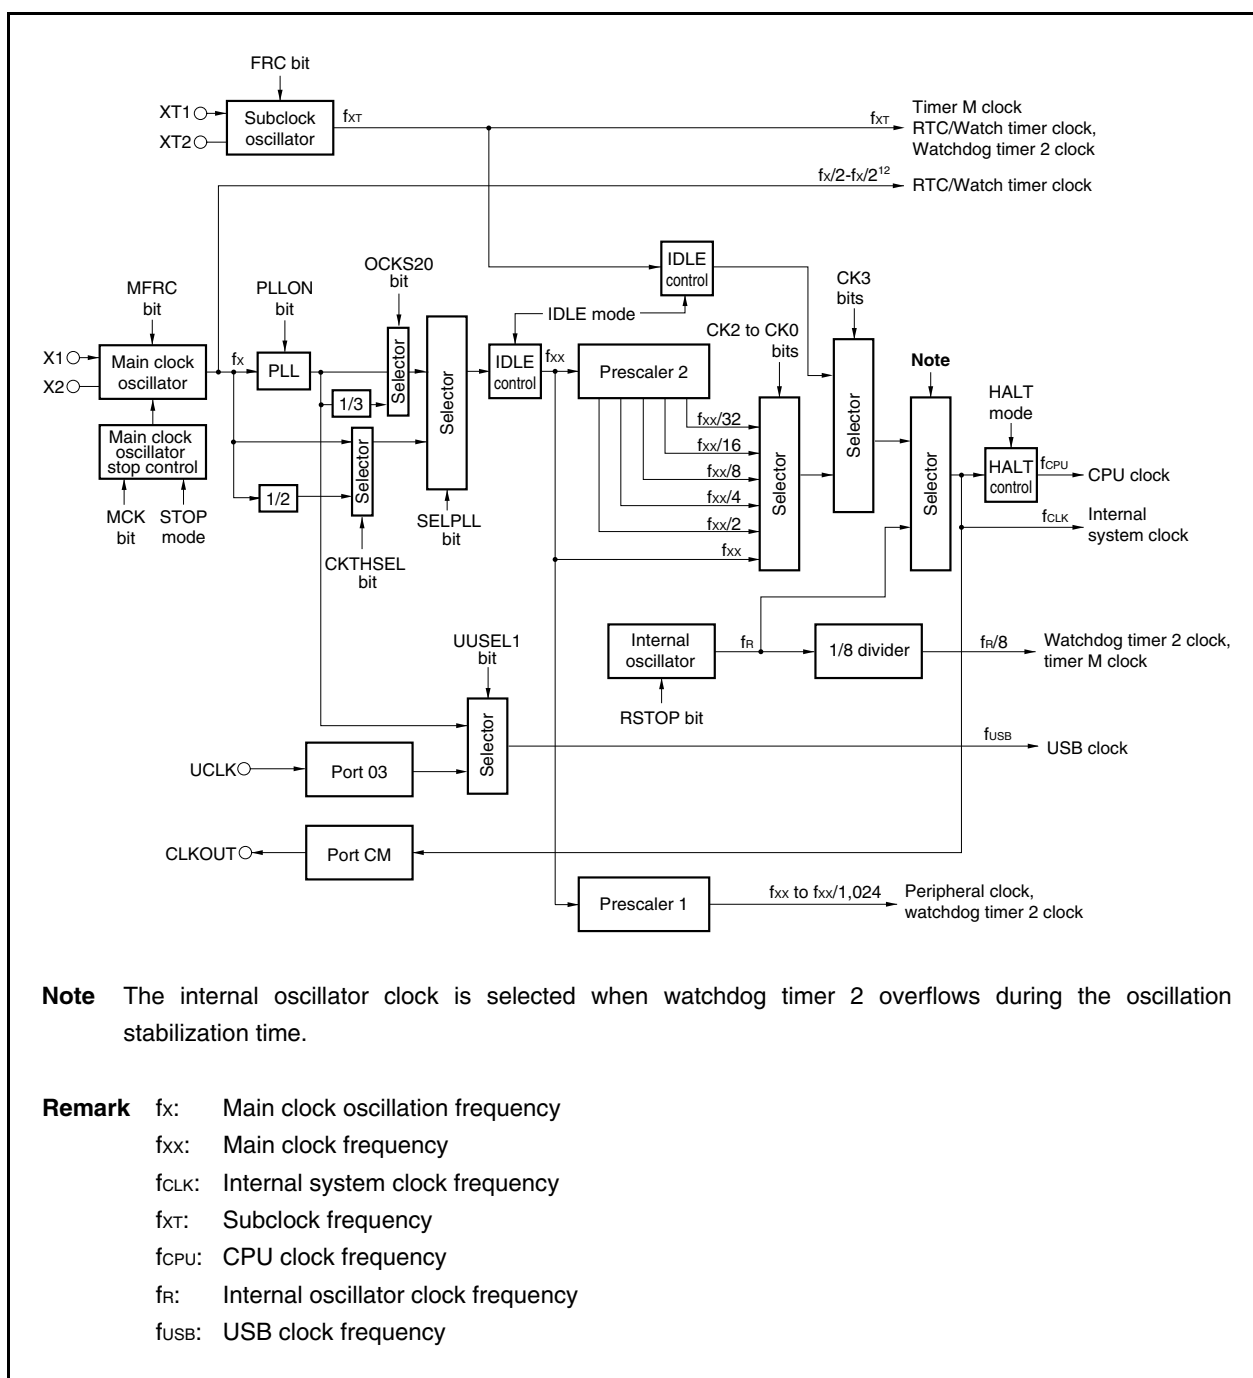 FRC bit
XT1
XT2
Subclock
oscillator
fXT
fXT
Timer M clock
RTC/Watch timer clock,
Watchdog timer 2 clock
fX/2-fX/2^12
RTC/Watch timer clock
MFRC
bit
PLLON
bit
OCKS20
bit
IDLE mode
IDLE
control
CK3
bits
CK2 to CK0
bits
Note
HALT
mode
X1
X2
Main clock
oscillator
fX
PLL
1/3
Selector
Selector
IDLE
control
fXX
Prescaler 2
fXX/32
fXX/16
fXX/8
fXX/4
fXX/2
fXX
Selector
Selector
Selector
HALT
control
fCPU
CPU clock
fCLK
Internal
system clock
Main clock
oscillator
stop control
MCK
bit
STOP
mode
1/2
Selector
CKTHSEL
bit
SELPLL
bit
Internal
oscillator
fR
1/8 divider
fR/8
Watchdog timer 2 clock,
timer M clock
RSTOP bit
UUSEL1
bit
Selector
fUSB
USB clock
UCLK
Port 03
CLKOUT
Port CM
Prescaler 1
fXX to fXX/1,024
Peripheral clock,
watchdog timer 2 clock
Note The internal oscillator clock is selected when watchdog timer 2 overflows during the oscillation
stabilization time.
Remark fX: Main clock oscillation frequency
fXX: Main clock frequency
fCLK: Internal system clock frequency
fXT: Subclock frequency
fCPU: CPU clock frequency
fR: Internal oscillator clock frequency
fUSB: USB clock frequency